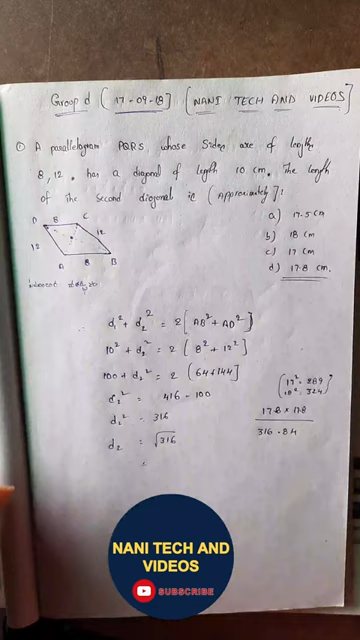 Group d ( 17-09-18 ) [ NANI TECH AND VIDEOS ]
① A parallelogram PQRS whose Sides are of length
8, 12. has a diagonal of length 10 cm. The length
of the second diagonal is ( Approximately ) :
a) 17.5 cm
b) 18 cm
c) 17 cm
d) 17.8 cm.
D 8 C
12 12
A 8 B
d₁² + d₂² = 2 [ AB² + AD² ]
10² + d₂² = 2 ( 8² + 12² )
100 + d₂² = 2 ( 64 + 144 ]
d₂² = 416 - 100
d₂² = 316
d₂ = √316
=
( 17² = 289
18² = 324 )
17.8 × 17.8
316.84
NANI TECH AND
VIDEOS
SUBSCRIBE